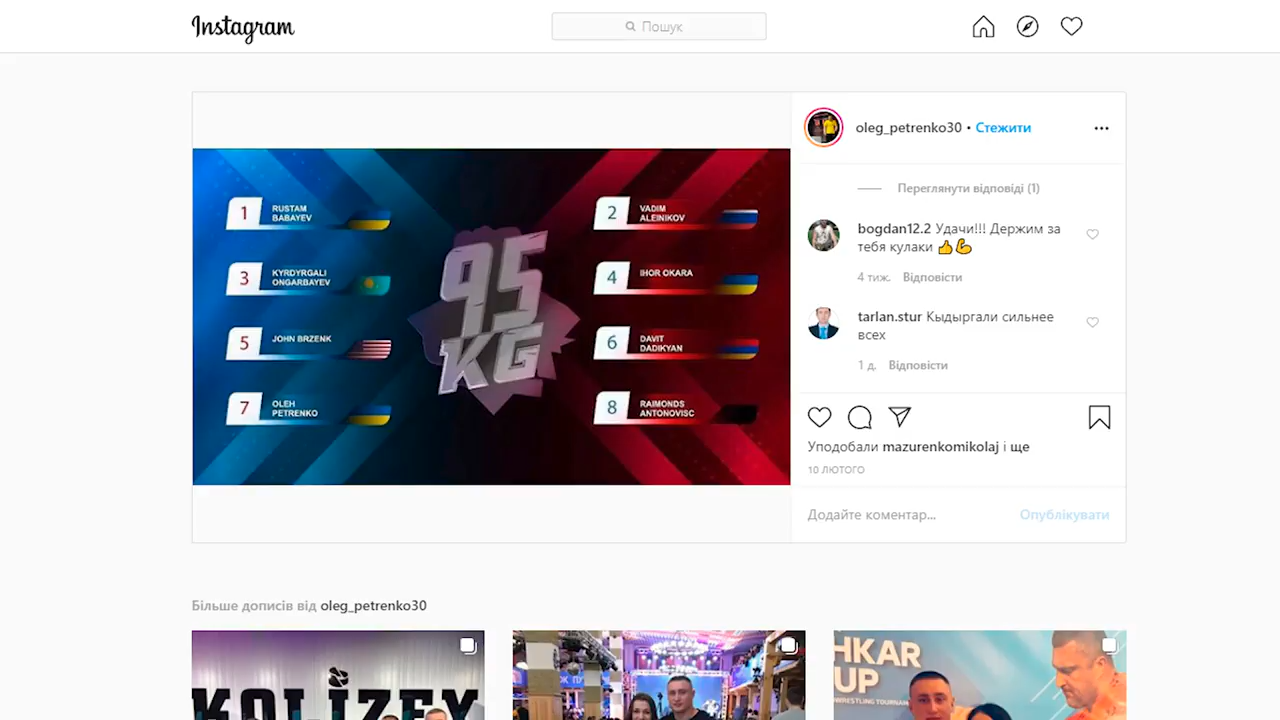 Instagram
Пошук
oleg_petrenko30 • Стежити
Переглянути відповіді (1)
bogdan12.2 Удачи!!! Держим за
тебя кулаки 👍💪
4 тиж. Відповісти
tarlan.stur Кыдыргали сильнее
всех
1 д. Відповісти
Уподобали mazurenkomikolaj і ще
10 ЛЮТОГО
Додайте коментар...
Опублікувати
1 RUSTAM
BABAYEV
3 KYRDYRGALI
ONGARBAYEV
5 JOHN BRZENK
7 OLEH
PETRENKO
95
KG
2 VADIM
ALEINIKOV
4 IHOR OKARA
6 DAVIT
DADIKYAN
8 RAIMONDS
ANTONOVISC
Більше дописів від oleg_petrenko30
KOLIZEY
Ж ПУ
HKAR
UP
WRESTLING TOURNAM